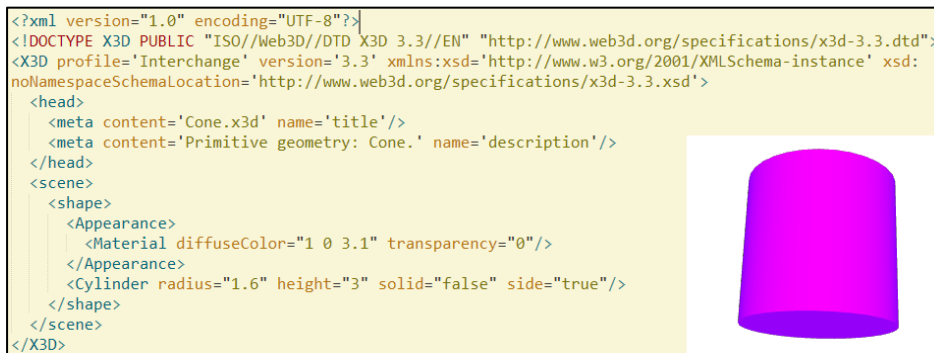 <?xml version="1.0" encoding="UTF-8"?>
<!DOCTYPE X3D PUBLIC "ISO//Web3D//DTD X3D 3.3//EN" "http://www.web3d.org/specifications/x3d-3.3.dtd">
<X3D profile='Interchange' version='3.3' xmlns:xsd='http://www.w3.org/2001/XMLSchema-instance' xsd:
noNamespaceSchemaLocation='http://www.web3d.org/specifications/x3d-3.3.xsd'>
<head>
<meta content='Cone.x3d' name='title'/>
<meta content='Primitive geometry: Cone.' name='description'/>
</head>
<scene>
<shape>
<Appearance>
<Material diffuseColor="1 0 3.1" transparency="0"/>
</Appearance>
<Cylinder radius="1.6" height="3" solid="false" side="true"/>
</shape>
</scene>
</X3D>